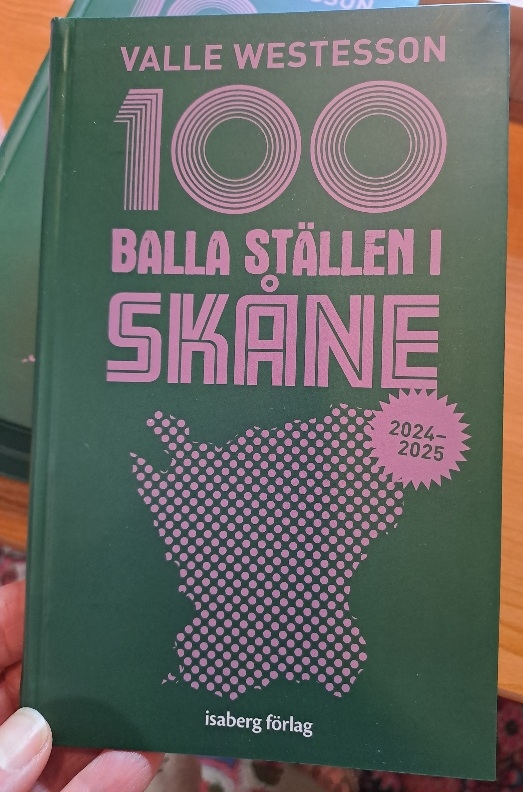 VALLE WESTESSON
100
BALLA STÄLLEN I
SKÅNE
2024–
2025
isaberg förlag